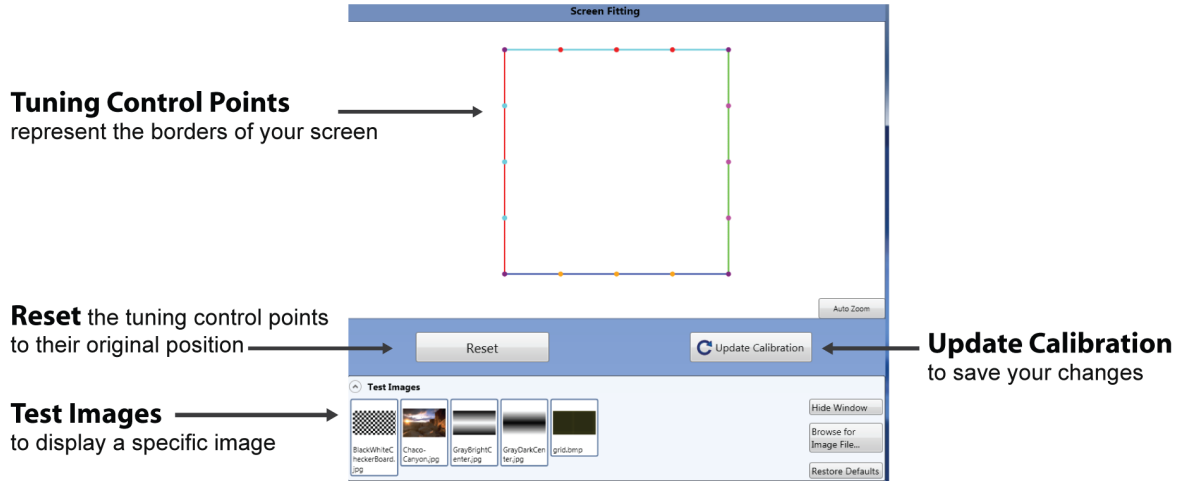 Screen Fitting
Tuning Control Points
represent the borders of your screen
Auto Zoom
Reset the tuning control points
to their original position
Reset
Update Calibration
Update Calibration
to save your changes
Test Images
Test Images
to display a specific image
BlackWhiteC
heckerBoard.
jpg
Chaco-
Canyon.jpg
GrayBrightC
enter.jpg
GrayDarkCen
ter.jpg
grid.bmp
Hide Window
Browse for
Image File...
Restore Defaults